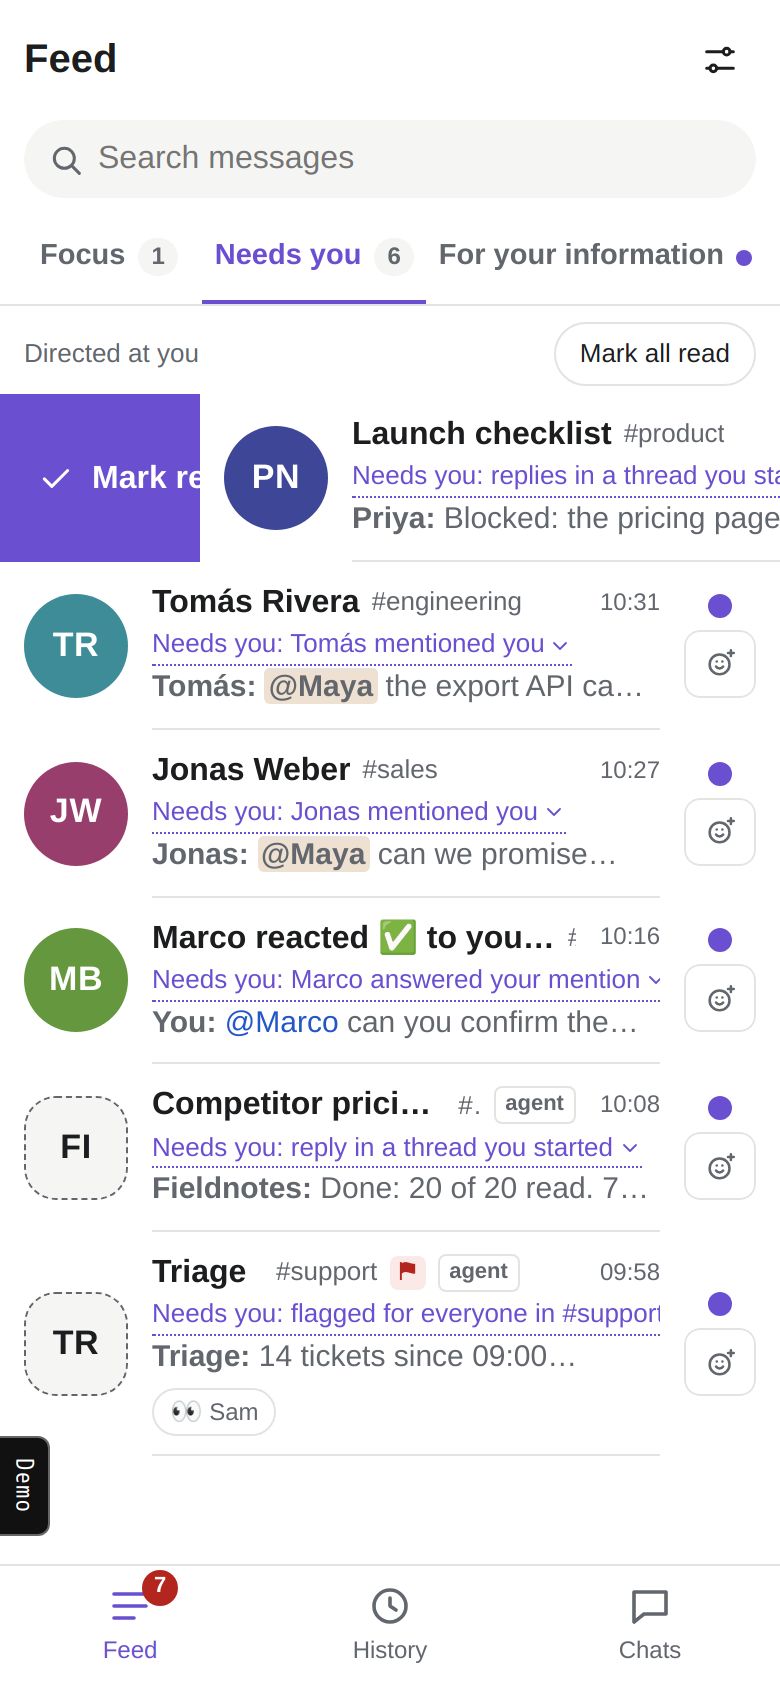 Feed
Search messages
Focus 1 Needs you 6 For your information
Directed at you Mark all read
Mark re
PN
Launch checklist #product
Needs you: replies in a thread you sta
Priya: Blocked: the pricing page
TR
Tomás Rivera #engineering 10:31
Needs you: Tomás mentioned you
Tomás: @Maya the export API ca…
JW
Jonas Weber #sales 10:27
Needs you: Jonas mentioned you
Jonas: @Maya can we promise…
MB
Marco reacted ✅ to you… # 10:16
Needs you: Marco answered your mention
You: @Marco can you confirm the…
FI
Competitor prici… #. agent 10:08
Needs you: reply in a thread you started
Fieldnotes: Done: 20 of 20 read. 7…
TR
Triage #support agent 09:58
Needs you: flagged for everyone in #support
Triage: 14 tickets since 09:00…
👀 Sam
Demo
7
Feed History Chats